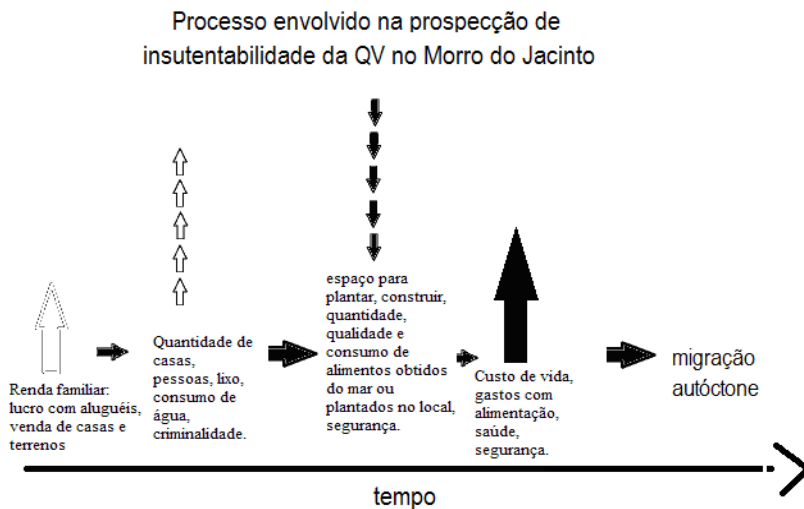 Processo envolvido na prospecção de
insutentabilidade da QV no Morro do Jacinto
Renda familiar:
lucro com aluguéis,
venda de casas e
terrenos
Quantidade de
casas,
pessoas, lixo,
consumo de
água,
criminalidade.
espaço para
plantar, construir,
quantidade,
qualidade e
consumo de
alimentos obtidos
do mar ou
plantados no local,
segurança.
Custo de vida,
gastos com
alimentação,
saúde,
segurança.
migração
autóctone
tempo